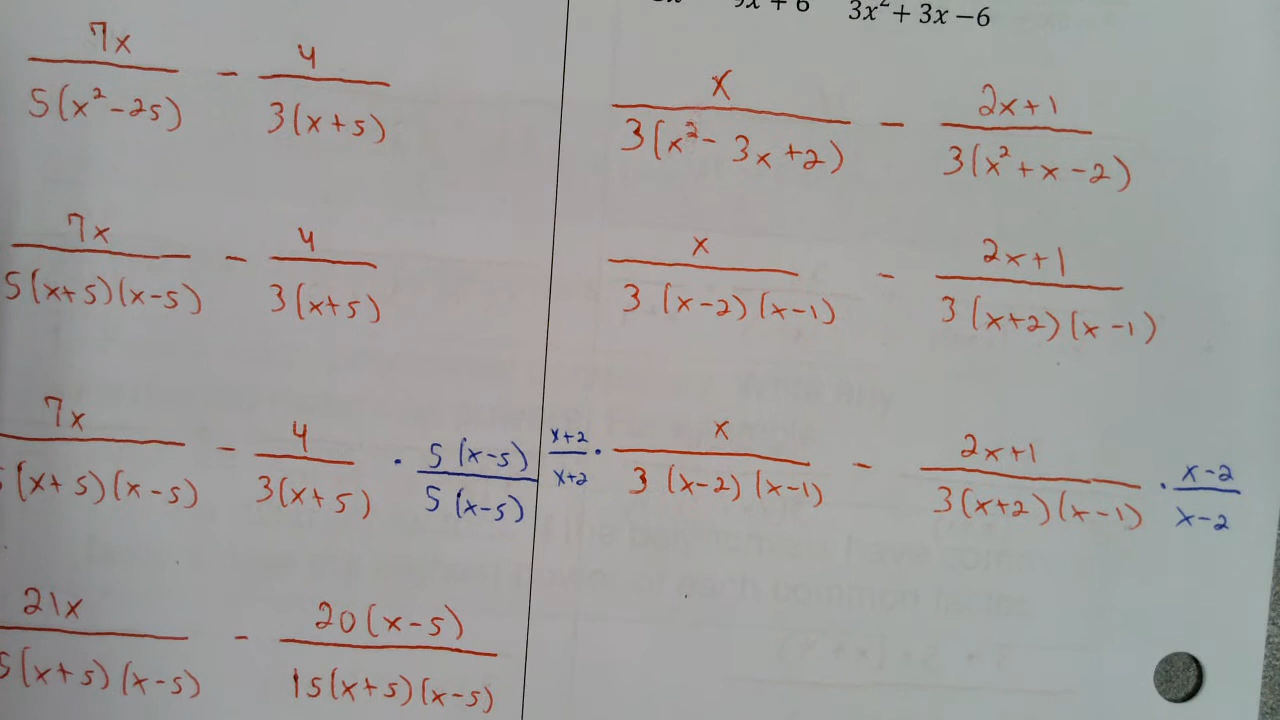 7x / 5(x² - 25) - 4 / 3(x+5)
7x / 5(x+5)(x-5) - 4 / 3(x+5)
7x / (x+5)(x-5) - 4 / 3(x+5) · 5(x-5) / 5(x-5)
21x / 5(x+5)(x-5) - 20(x-5) / 15(x+5)(x-5)
9x + 6 3x² + 3x - 6
x / 3(x² - 3x + 2) - 2x+1 / 3(x² + x - 2)
x / 3(x-2)(x-1) - 2x+1 / 3(x+2)(x-1)
x+2 / x+2 · x / 3(x-2)(x-1) - 2x+1 / 3(x+2)(x-1) · x-2 / x-2